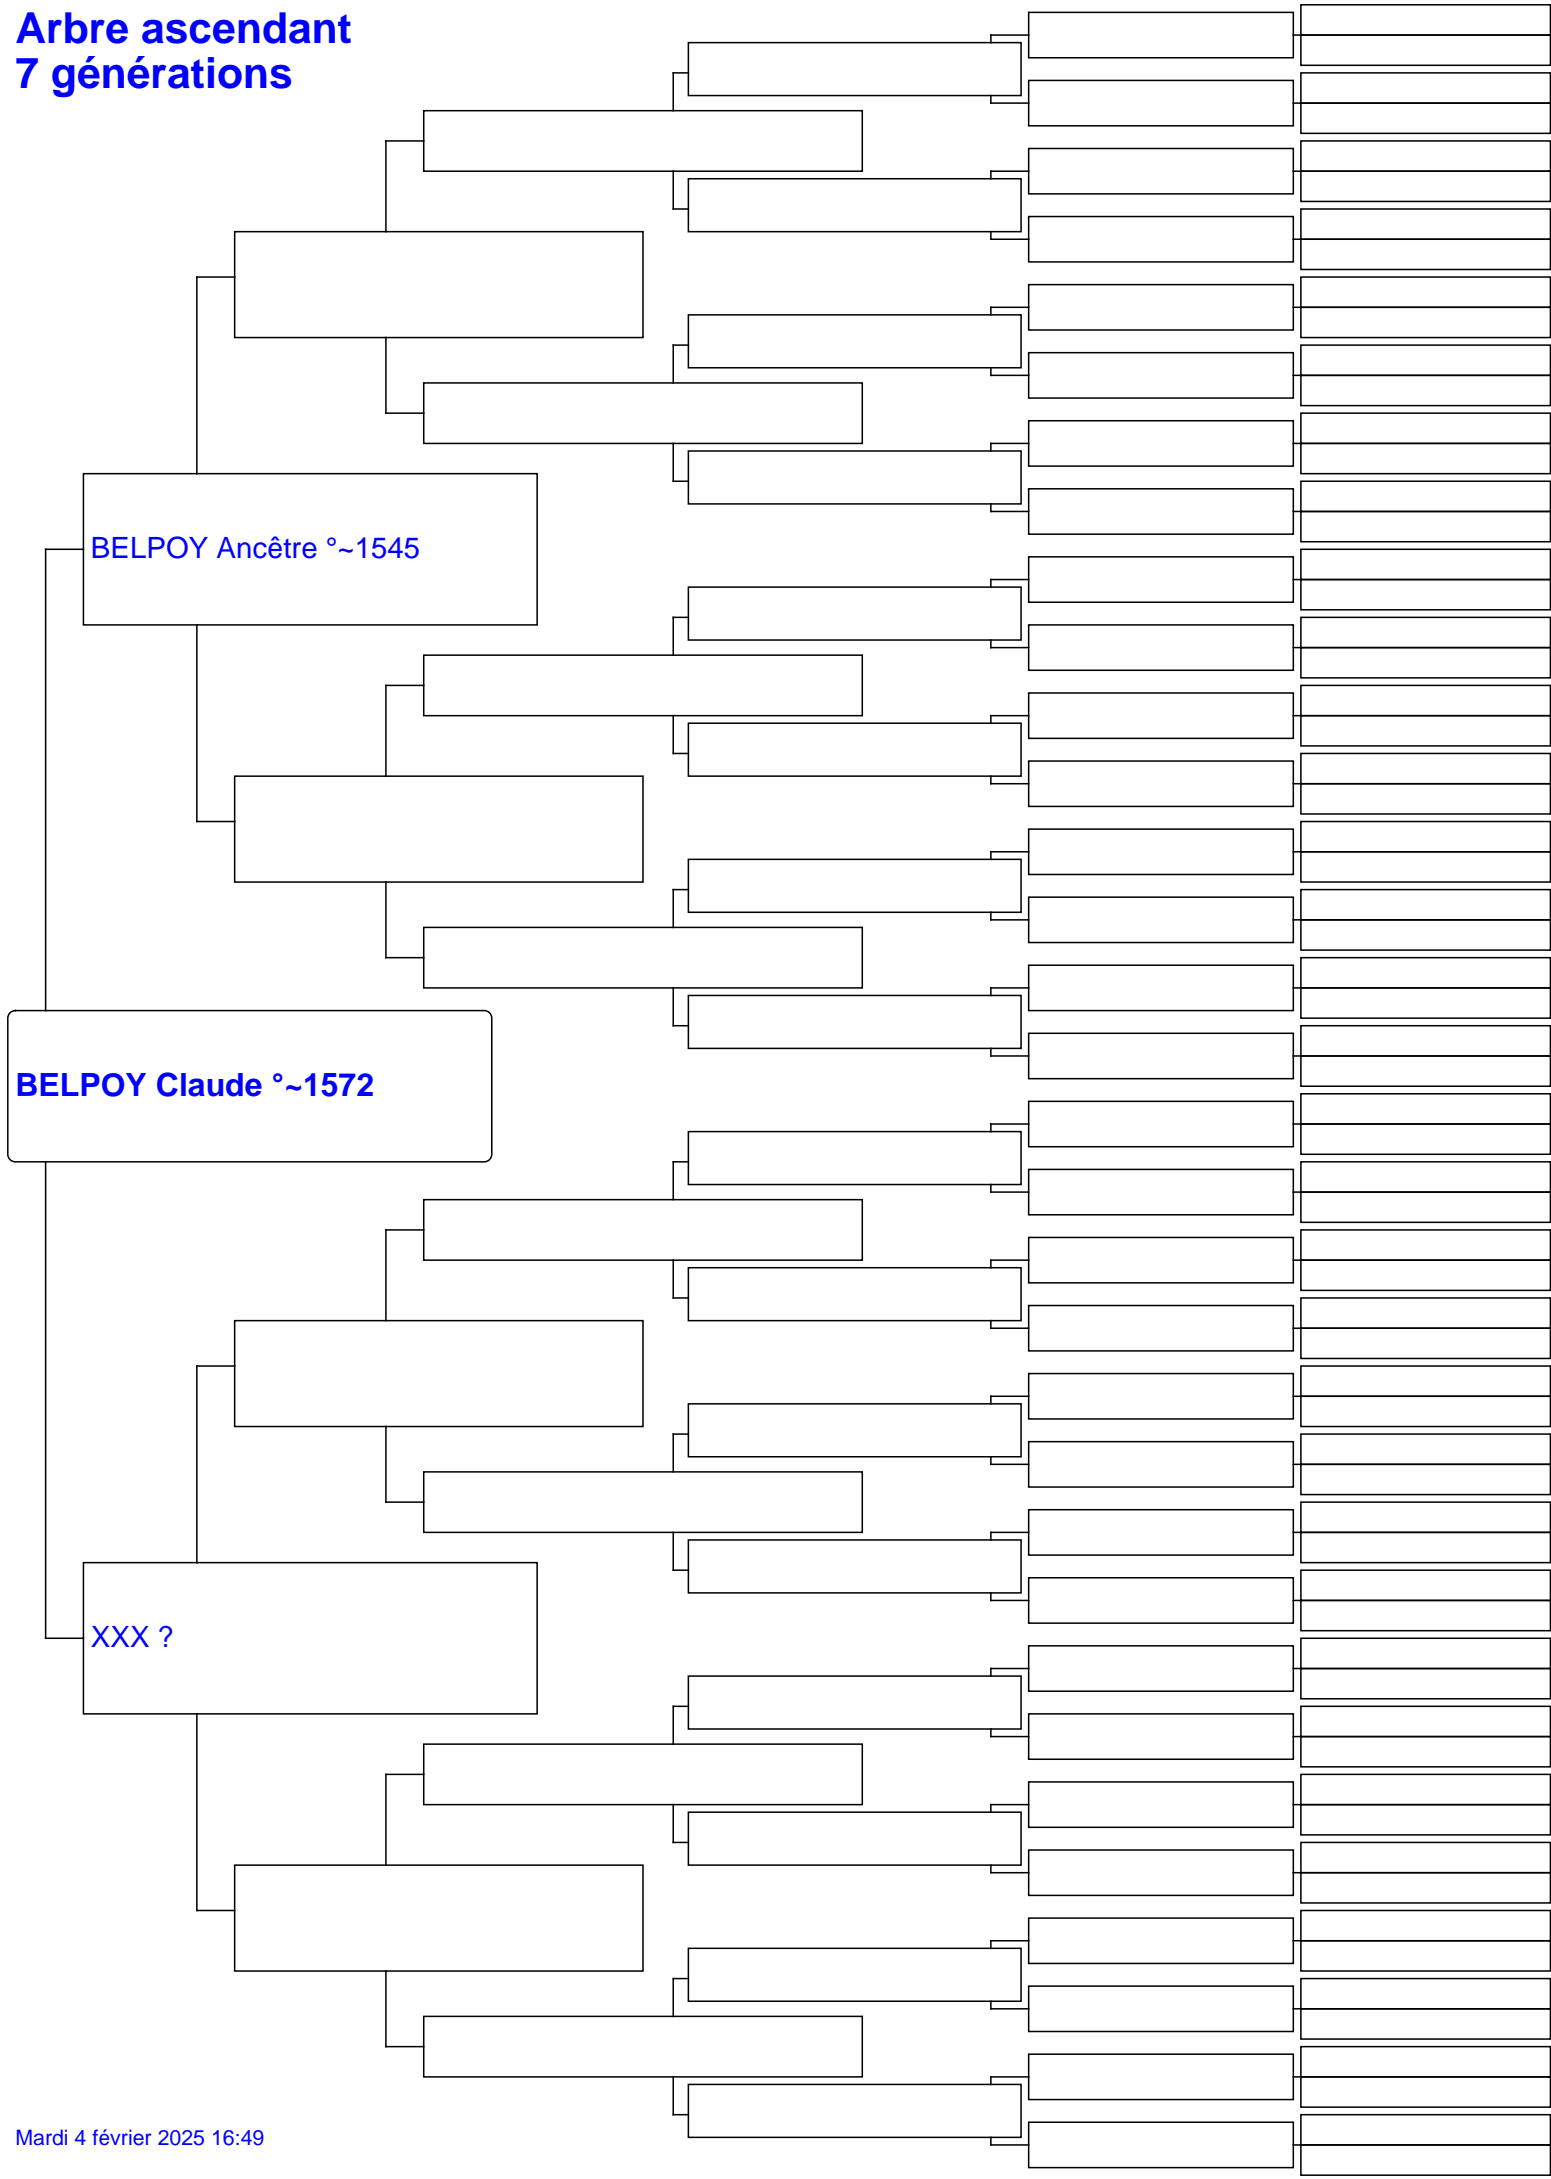 Arbre ascendant
7 générations
BELPOY Ancêtre °~1545
BELPOY Claude °~1572
XXX ?
Mardi 4 février 2025 16:49